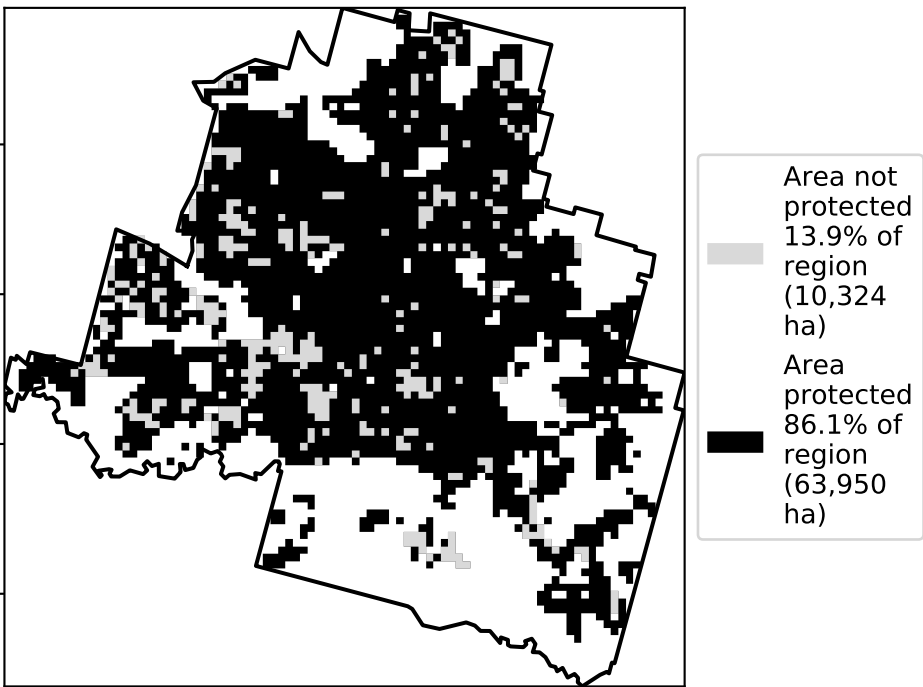 Area not
protected
13.9% of
region
(10,324
ha)
Area
protected
86.1% of
region
(63,950
ha)